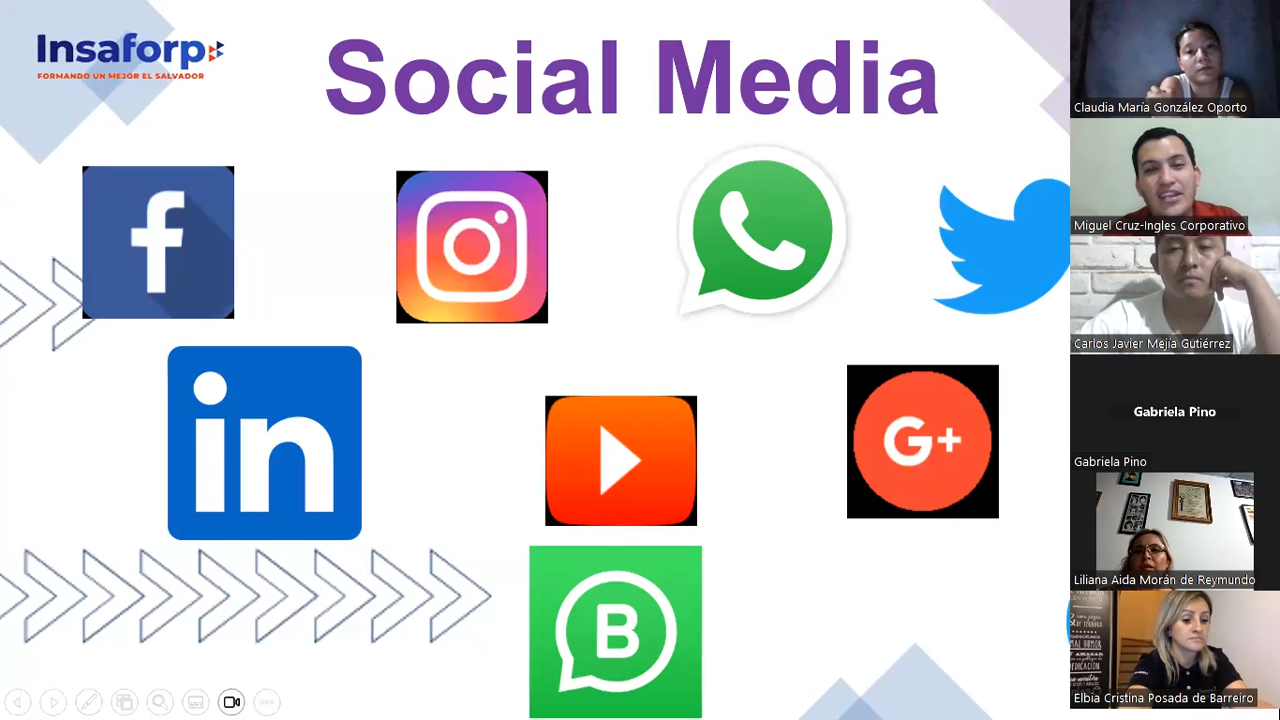 Insaforp
FORMANDO UN MEJOR EL SALVADOR
Social Media
f
in
G+
B
Claudia María González Oporto
Miguel Cruz-Ingles Corporativo
Carlos Javier Mejía Gutiérrez
Gabriela Pino
Gabriela Pino
Liliana Aida Morán de Reymundo
Elbia Cristina Posada de Barreiro